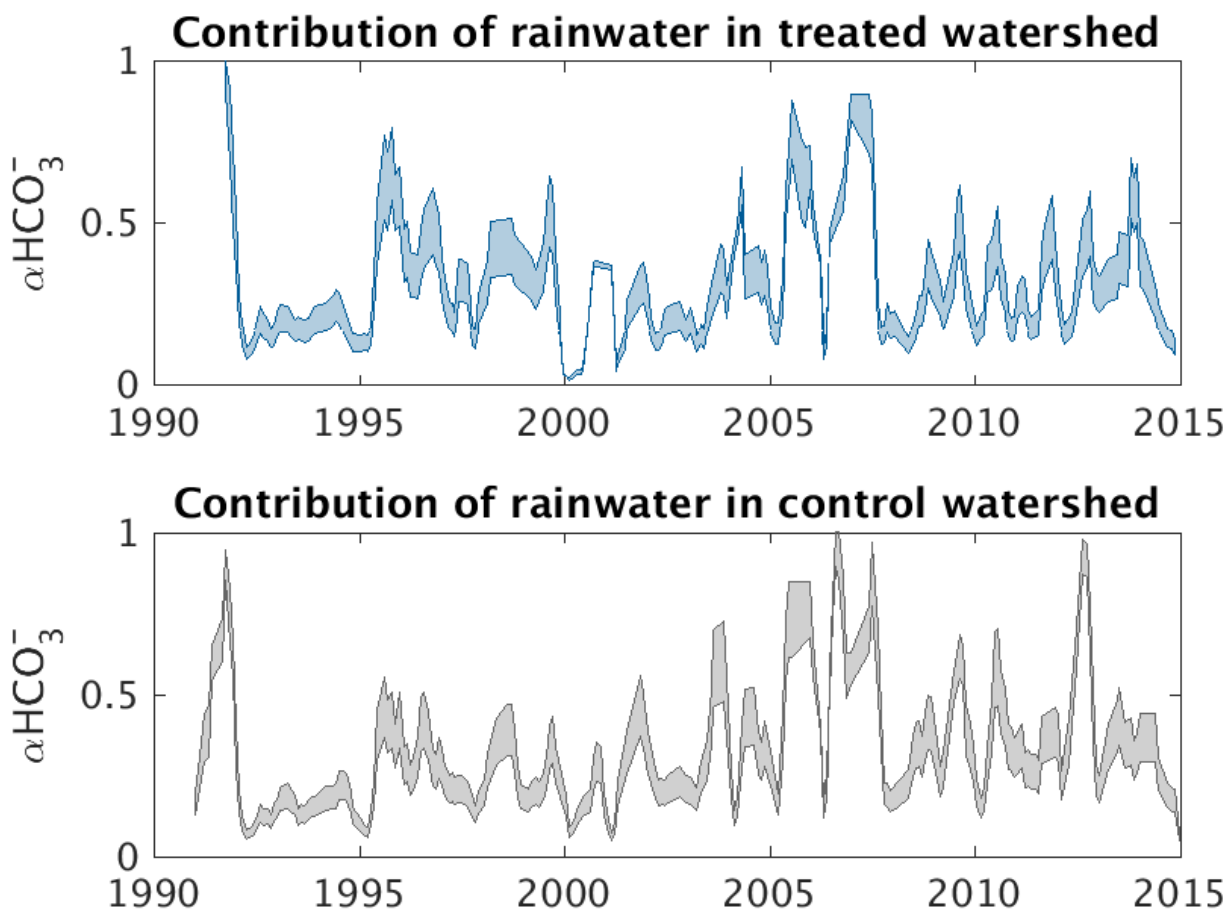 Contribution of rainwater in treated watershed
1
0.5
0
αHCO₃⁻
1990 1995 2000 2005 2010 2015
Contribution of rainwater in control watershed
1
0.5
0
αHCO₃⁻
1990 1995 2000 2005 2010 2015